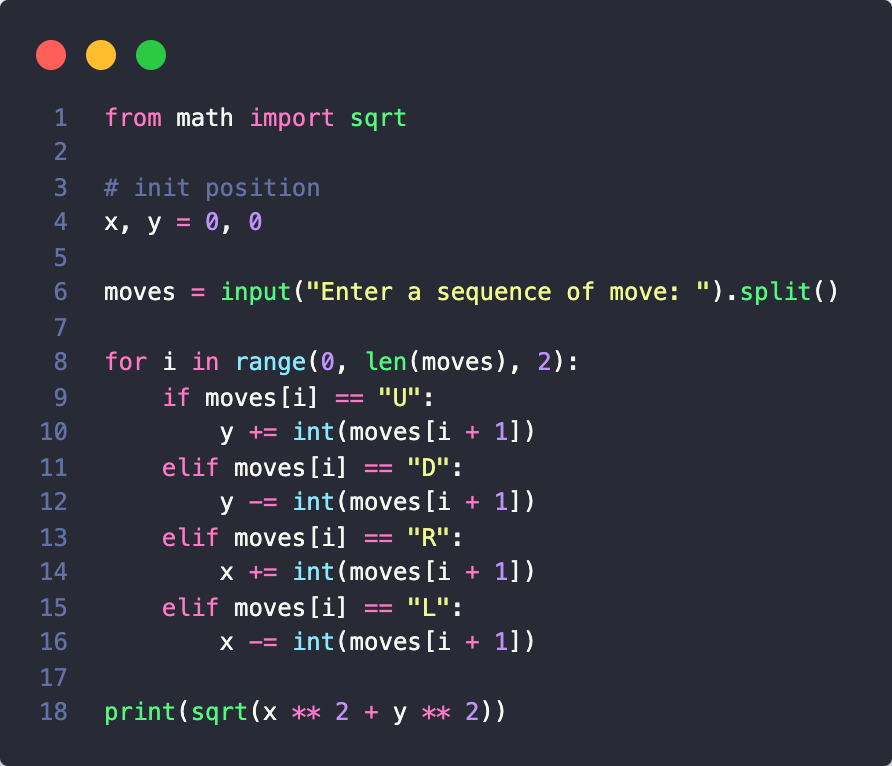 1 from math import sqrt
2
3 # init position
4 x, y = 0, 0
5
6 moves = input("Enter a sequence of move: ").split()
7
8 for i in range(0, len(moves), 2):
9     if moves[i] == "U":
10         y += int(moves[i + 1])
11     elif moves[i] == "D":
12         y -= int(moves[i + 1])
13     elif moves[i] == "R":
14         x += int(moves[i + 1])
15     elif moves[i] == "L":
16         x -= int(moves[i + 1])
17
18 print(sqrt(x ** 2 + y ** 2))